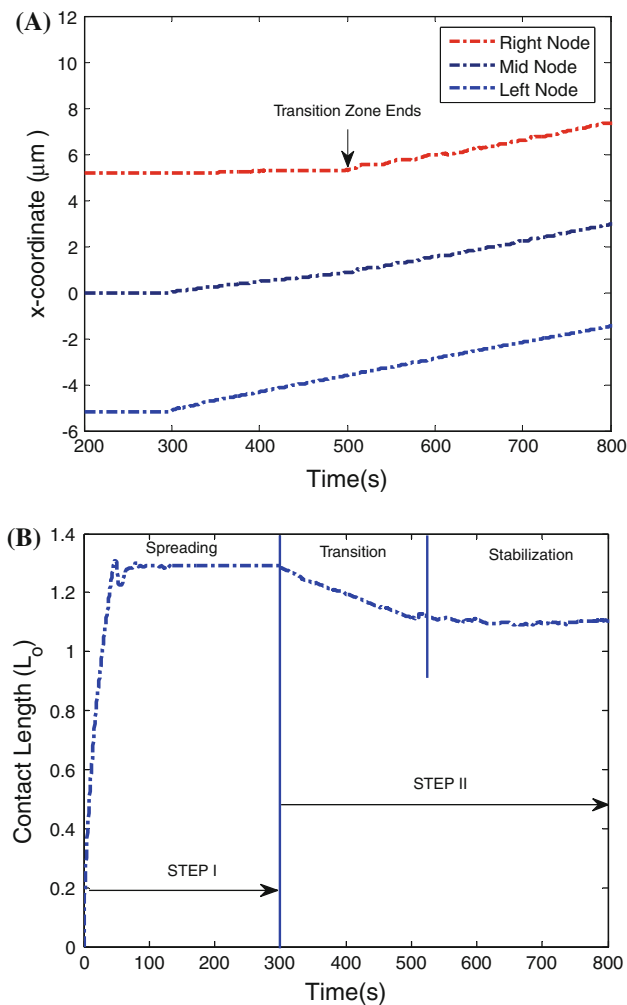 (A)
12
10
8
6
4
2
0
-2
-4
-6
x-coordinate (μm)
Right Node
Mid Node
Left Node
Transition Zone Ends
200 300 400 500 600 700 800
Time(s)
(B)
1.4
1.2
1
0.8
0.6
0.4
0.2
0
Contact Length (Lo)
Spreading Transition Stabilization
STEP II
STEP I
0 100 200 300 400 500 600 700 800
Time(s)